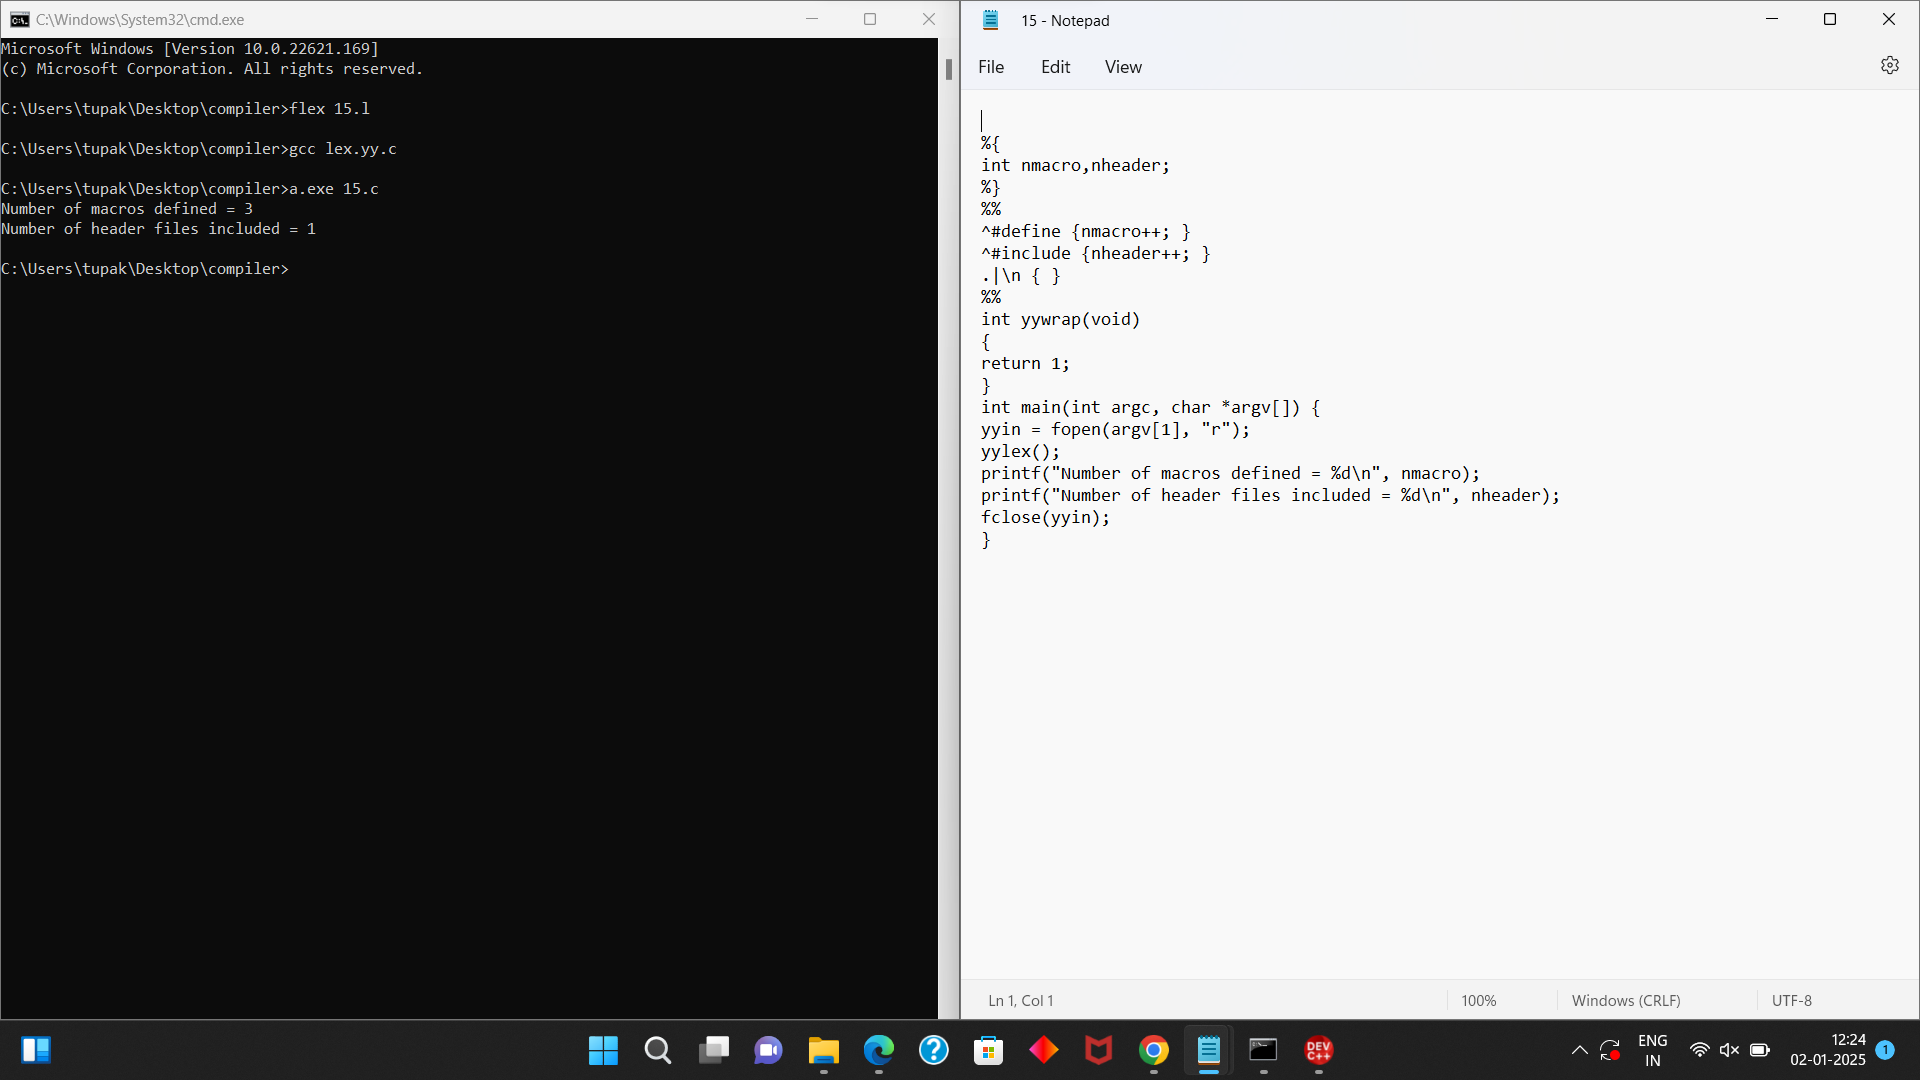 C:\Windows\System32\cmd.exe
Microsoft Windows [Version 10.0.22621.169]
(c) Microsoft Corporation. All rights reserved.
C:\Users\tupak\Desktop\compiler>flex 15.l
C:\Users\tupak\Desktop\compiler>gcc lex.yy.c
C:\Users\tupak\Desktop\compiler>a.exe 15.c
Number of macros defined = 3
Number of header files included = 1
C:\Users\tupak\Desktop\compiler>
15 - Notepad
File Edit View
%{
int nmacro,nheader;
%}
%%
^#define {nmacro++; }
^#include {nheader++; }
.|\n { }
%%
int yywrap(void)
{
return 1;
}
int main(int argc, char *argv[]) {
yyin = fopen(argv[1], "r");
yylex();
printf("Number of macros defined = %d\n", nmacro);
printf("Number of header files included = %d\n", nheader);
fclose(yyin);
}
Ln 1, Col 1 100% Windows (CRLF) UTF-8
DEV
C++
ENG
IN
12:24
02-01-2025
1